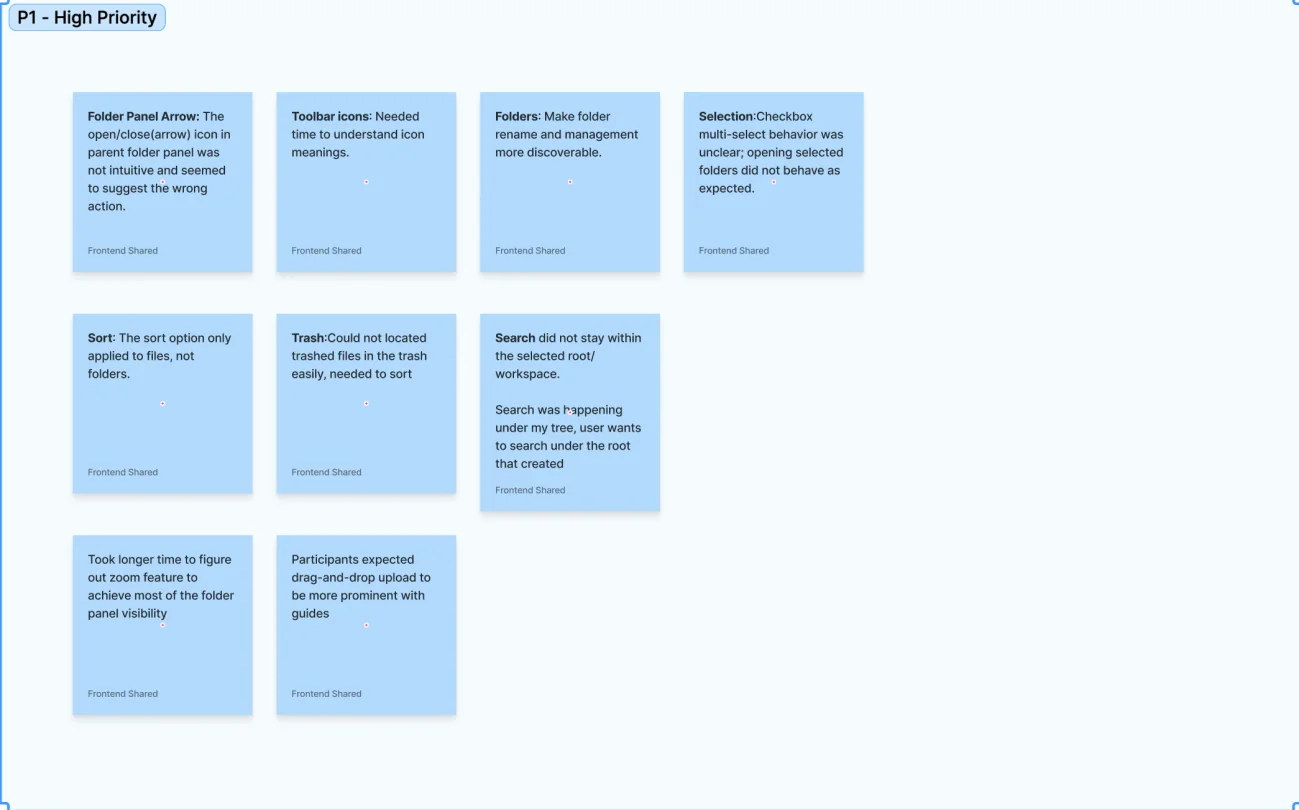 P1 - High Priority
Folder Panel Arrow: The
open/close(arrow) icon in
parent folder panel was
not intuitive and seemed
to suggest the wrong
action.
Frontend Shared
Toolbar icons: Needed
time to understand icon
meanings.
Frontend Shared
Folders: Make folder
rename and management
more discoverable.
Frontend Shared
Selection:Checkbox
multi-select behavior was
unclear; opening selected
folders did not behave as
expected.
Frontend Shared
Sort: The sort option only
applied to files, not
folders.
Frontend Shared
Trash:Could not located
trashed files in the trash
easily, needed to sort
Frontend Shared
Search did not stay within
the selected root/
workspace.
Search was happening
under my tree, user wants
to search under the root
that created
Frontend Shared
Took longer time to figure
out zoom feature to
achieve most of the folder
panel visibility
Frontend Shared
Participants expected
drag-and-drop upload to
be more prominent with
guides
Frontend Shared